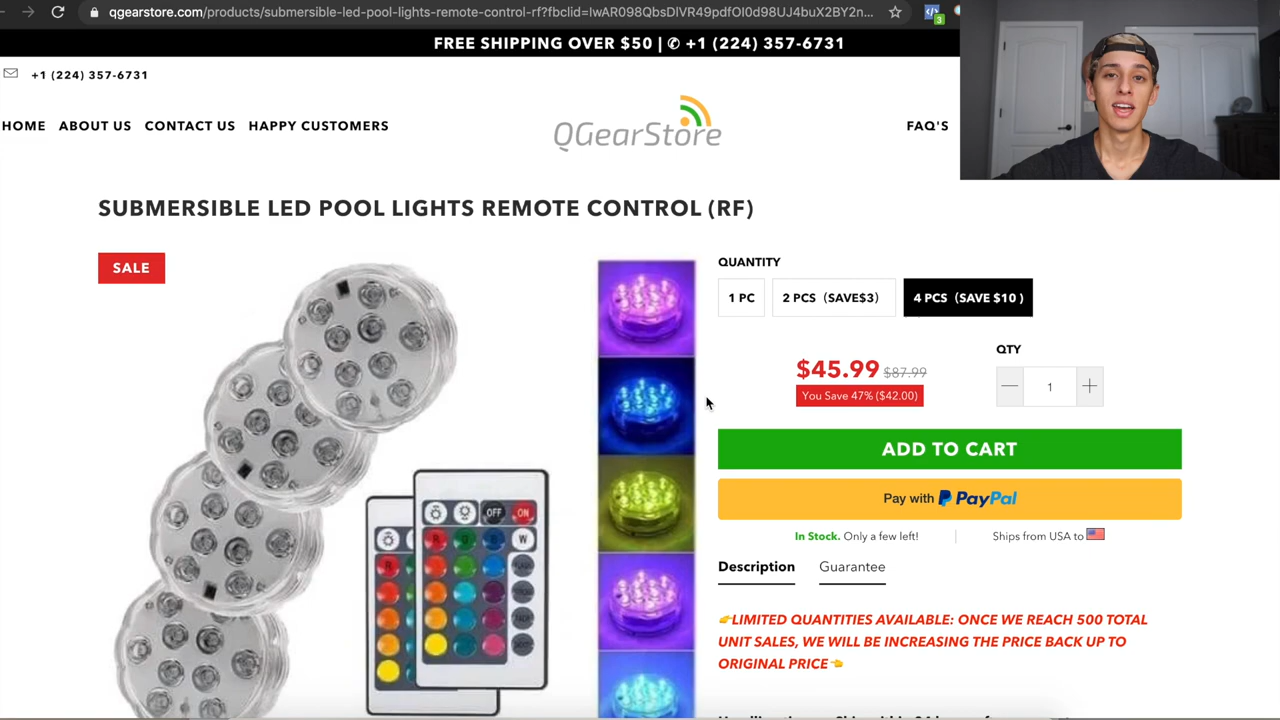 qgearstore.com/products/submersible-led-pool-lights-remote-control-rf?fbclid=IwAR098QbsDlVR49pdfOI0d98UJ4buX2BY2n...
3
FREE SHIPPING OVER $50 | ✆ +1 (224) 357-6731
+1 (224) 357-6731
HOME ABOUT US CONTACT US HAPPY CUSTOMERS
QGearStore
FAQ'S
SUBMERSIBLE LED POOL LIGHTS REMOTE CONTROL (RF)
SALE
QUANTITY
1 PC 2 PCS (SAVE$3) 4 PCS (SAVE $10 )
QTY
$45.99 $87.99
You Save 47% ($42.00)
1
ADD TO CART
Pay with PayPal
In Stock. Only a few left! Ships from USA to
Description Guarantee
👉LIMITED QUANTITIES AVAILABLE: ONCE WE REACH 500 TOTAL
UNIT SALES, WE WILL BE INCREASING THE PRICE BACK UP TO
ORIGINAL PRICE👈
OFF ON
R G B W
R